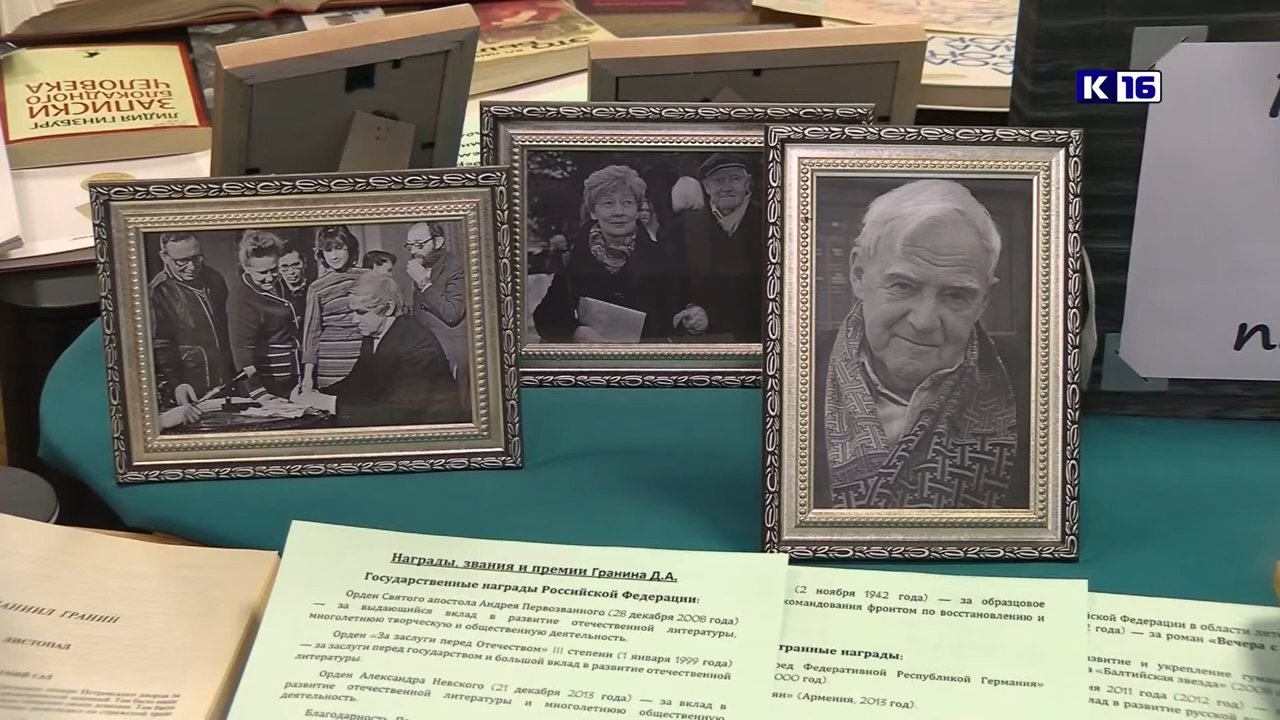 К 16
ЛИДИЯ ГИНЗБУРГ
ЗАПИСКИ
БЛОКАДНОГО
ЧЕЛОВЕКА
ДАНИИЛ ГРАНИН
ЛИСТОПАД
Награды, звания и премии Гранина Д.А.
Государственные награды Российской Федерации:
Орден Святого апостола Андрея Первозванного (28 декабря 2008 года)
— за выдающийся вклад в развитие отечественной литературы,
многолетнюю творческую и общественную деятельность.
Орден «За заслуги перед Отечеством» III степени (1 января 1999 года)
— за заслуги перед государством и большой вклад в развитие отечественной
литературы.
Орден Александра Невского (21 декабря 2013 года) — за вклад в
развитие отечественной литературы и многолетнюю общественную
деятельность.
Благодарность
(2 ноября 1942 года) — за образцовое
командования фронтом по восстановлению и
награды:
Федеративной Республикой Германия»
000 год).
(Армения, 2013 год).
Федерации в области
года) — за роман «Вечера с
развитие и укрепление
«Балтийская звезда» (2008
2011 года (2012 год) —
в развитие